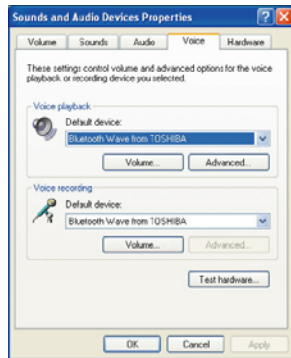 Sounds and Audio Devices Properties
Volume Sounds Audio Voice Hardware
These settings control volume and advanced options for the voice
playback or recording device you selected.
Voice playback
Default device:
Bluetooth Wave from TOSHIBA
Volume... Advanced...
Voice recording
Default device:
Bluetooth Wave from TOSHIBA
Volume... Advanced...
Test hardware...
OK Cancel Apply